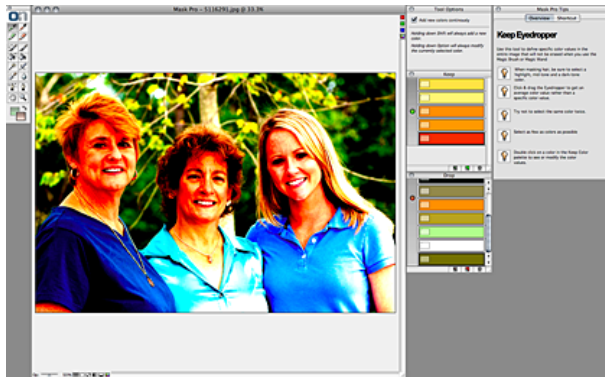 Mask Pro - 5116291.jpg @ 33.3%
Tool Options
Add new colors continuously
Holding down Shift will always add a new
color.
Holding down Option will always modify
the currently selected color.
Keep
Drop
Mask Pro Tips
Overview
Shortcut
Keep Eyedropper
Use this tool to define specific color values in the
entire image that will not be erased when you use the
Magic Brush or Magic Wand
When masking hair, be sure to select a
highlight, mid tone and a dark tone
color.
Click & drag the Eyedropper to get an
average color value rather than a
specific color value.
Try not to select the same color twice.
Select as few colors as possible.
Double click on a color in the Keep Color
palette to see or modify the color
values.